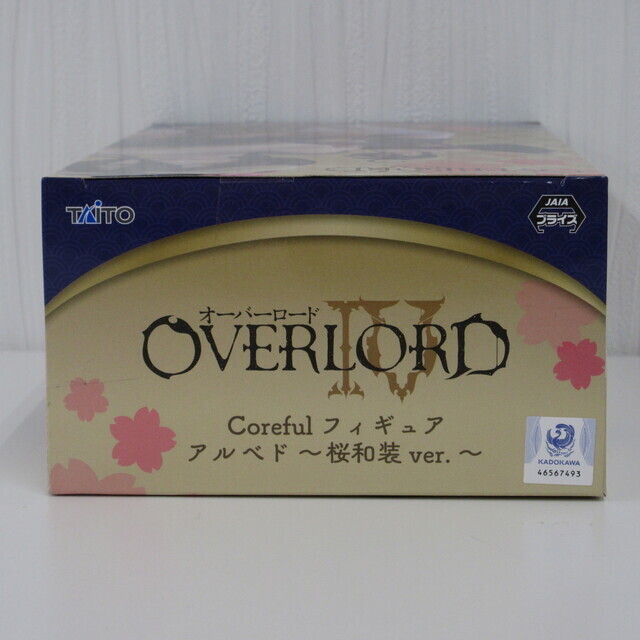 TAITO
JAIA
プライズ
オーバーロード
OVERLORD IV
Coreful フィギュア
アルベド ～桜和装 ver.～
KADOKAWA
46567493